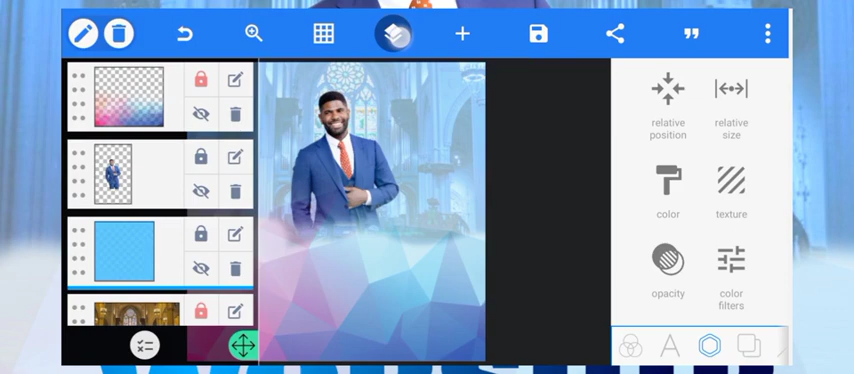 relative position
relative size
color
texture
opacity
color filters